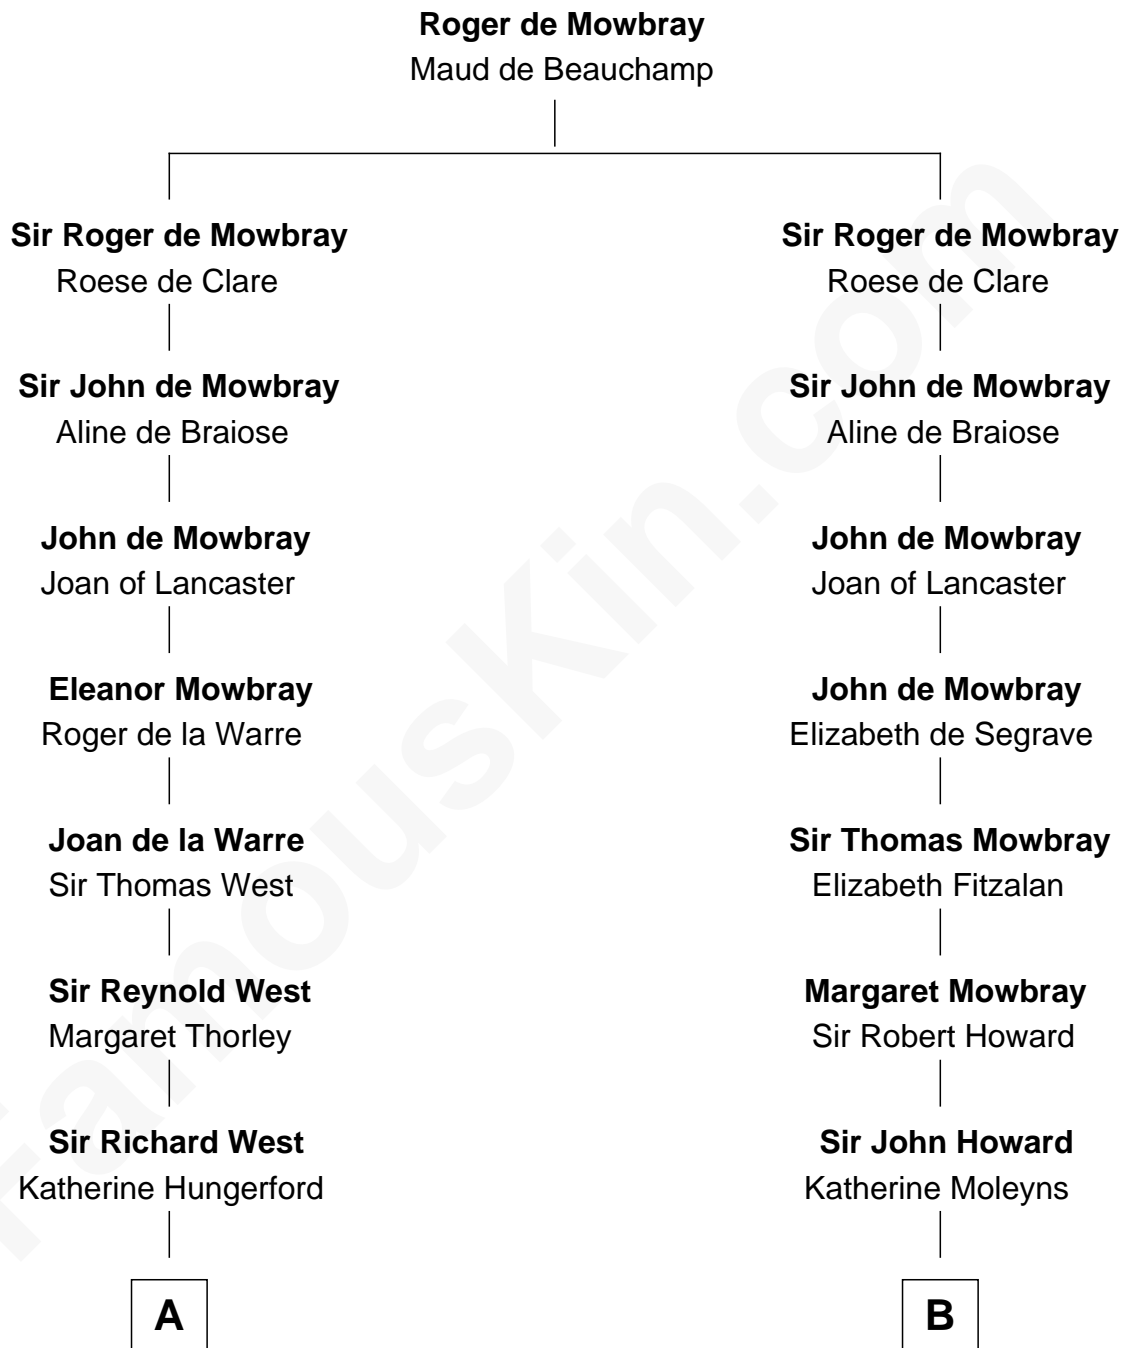 Roger de Mowbray
Maud de Beauchamp
Sir Roger de Mowbray
Roese de Clare
Sir John de Mowbray
Aline de Braiose
John de Mowbray
Joan of Lancaster
Eleanor Mowbray
Roger de la Warre
Joan de la Warre
Sir Thomas West
Sir Reynold West
Margaret Thorley
Sir Richard West
Katherine Hungerford
A
Sir Roger de Mowbray
Roese de Clare
Sir John de Mowbray
Aline de Braiose
John de Mowbray
Joan of Lancaster
John de Mowbray
Elizabeth de Segrave
Sir Thomas Mowbray
Elizabeth Fitzalan
Margaret Mowbray
Sir Robert Howard
Sir John Howard
Katherine Moleyns
B
FamousKin.com